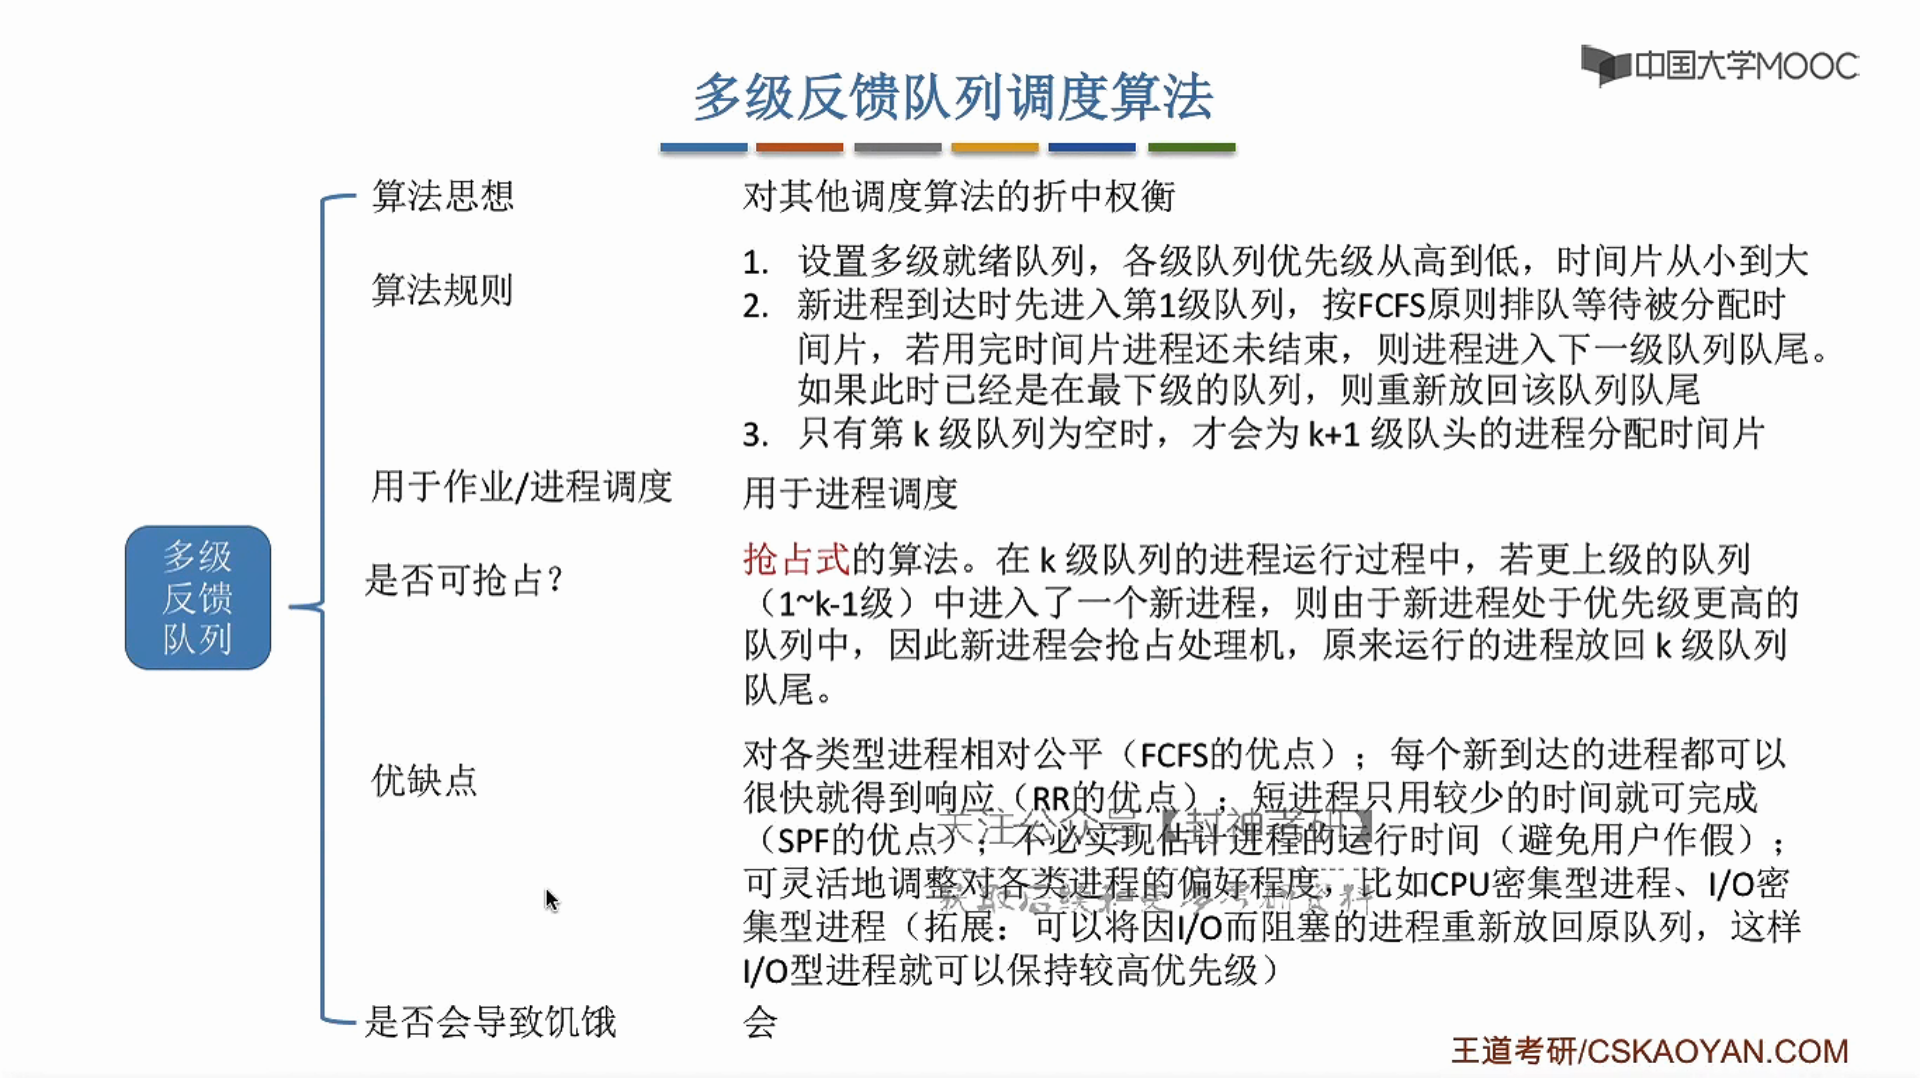 中国大学MOOC
多级反馈队列调度算法
算法思想
对其他调度算法的折中权衡
算法规则
1. 设置多级就绪队列，各级队列优先级从高到低，时间片从小到大
2. 新进程到达时先进入第1级队列，按FCFS原则排队等待被分配时
间片，若用完时间片进程还未结束，则进程进入下一级队列队尾。
如果此时已经是在最下级的队列，则重新放回该队列队尾
3. 只有第 k 级队列为空时，才会为 k+1 级队头的进程分配时间片
用于作业/进程调度
用于进程调度
多级
反馈
队列
是否可抢占？
抢占式的算法。在 k 级队列的进程运行过程中，若更上级的队列
（1~k-1级）中进入了一个新进程，则由于新进程处于优先级更高的
队列中，因此新进程会抢占处理机，原来运行的进程放回 k 级队列
队尾。
优缺点
对各类型进程相对公平（FCFS的优点）；每个新到达的进程都可以
很快就得到响应（RR的优点）；短进程只用较少的时间就可完成
（SPF的优点）；不必实现估计进程的运行时间（避免用户作假）；
可灵活地调整对各类进程的偏好程度，比如CPU密集型进程、I/O密
集型进程（拓展：可以将因I/O而阻塞的进程重新放回原队列，这样
I/O型进程就可以保持较高优先级）
关注公众号【封神考研】
是否会导致饥饿
会
王道考研/CSKAOYAN.COM